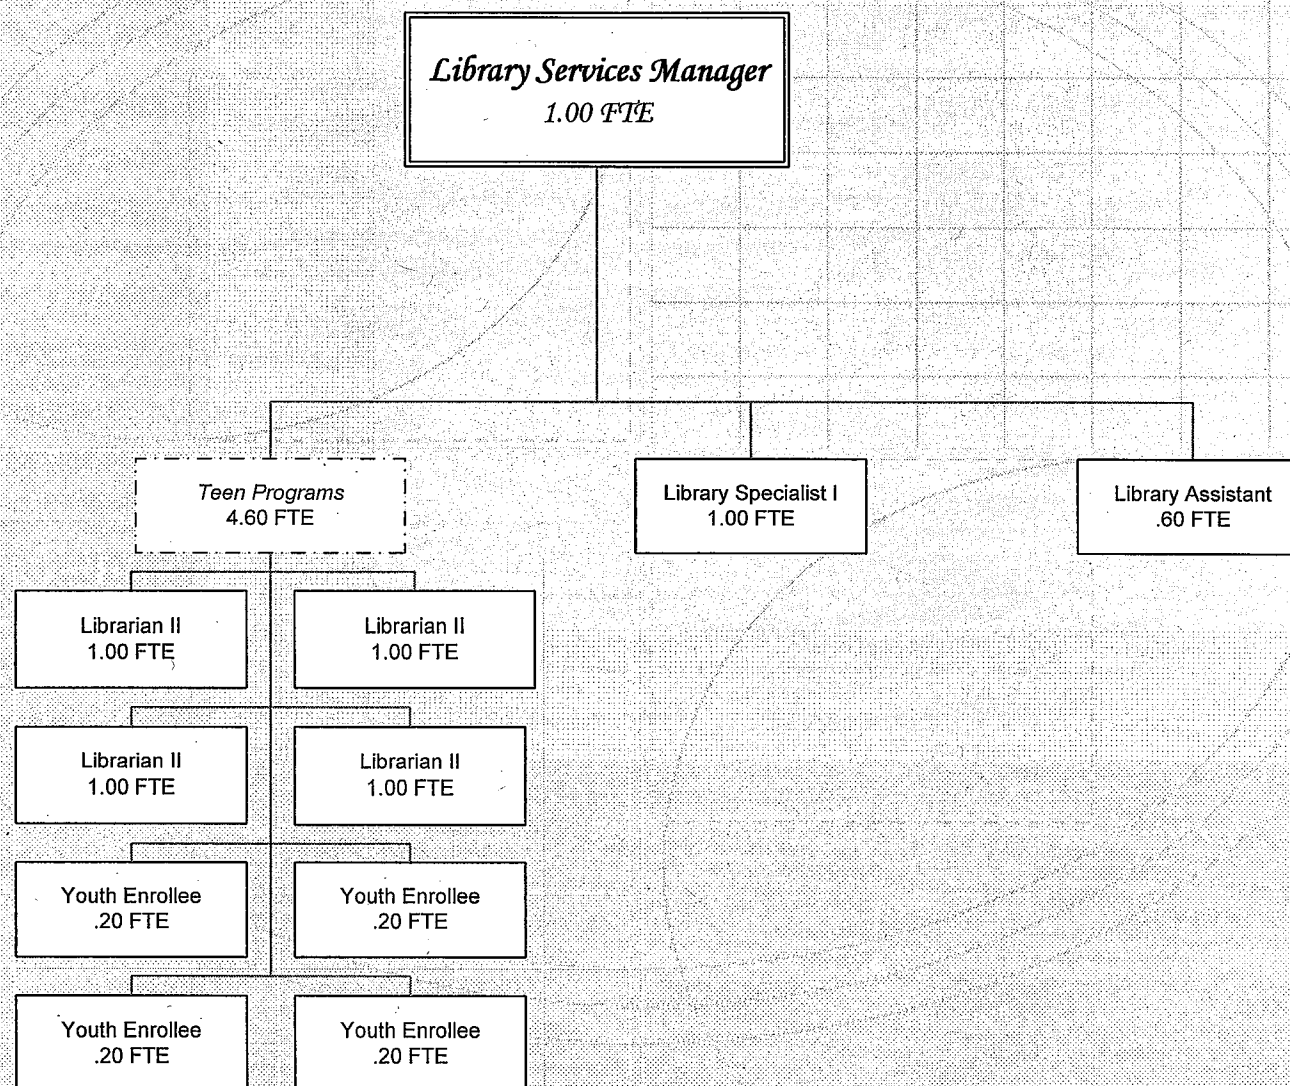 Library Services Manager
1.00 FTE
Teen Programs
4.60 FTE
Library Specialist I
1.00 FTE
Library Assistant
.60 FTE
Librarian II
1.00 FTE
Librarian II
1.00 FTE
Librarian II
1.00 FTE
Librarian II
1.00 FTE
Youth Enrollee
.20 FTE
Youth Enrollee
.20 FTE
Youth Enrollee
.20 FTE
Youth Enrollee
.20 FTE